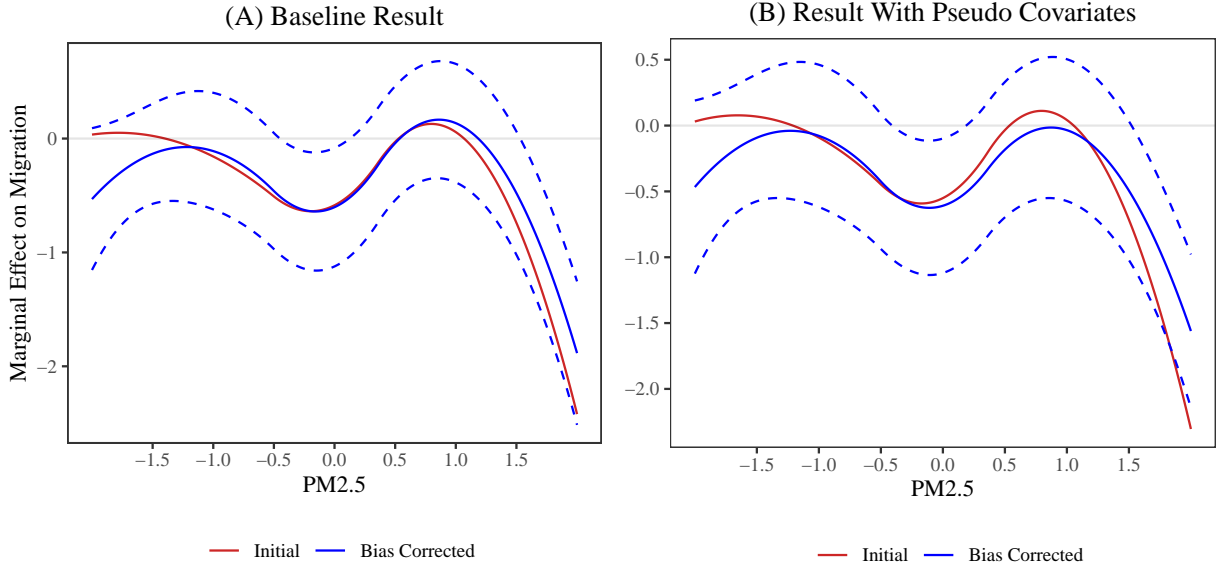 (A) Baseline Result
Marginal Effect on Migration
0
−1
−2
−1.5 −1.0 −0.5 0.0 0.5 1.0 1.5
PM2.5
Initial Bias Corrected
(B) Result With Pseudo Covariates
0.5
0.0
−0.5
−1.0
−1.5
−2.0
−1.5 −1.0 −0.5 0.0 0.5 1.0 1.5
PM2.5
Initial Bias Corrected